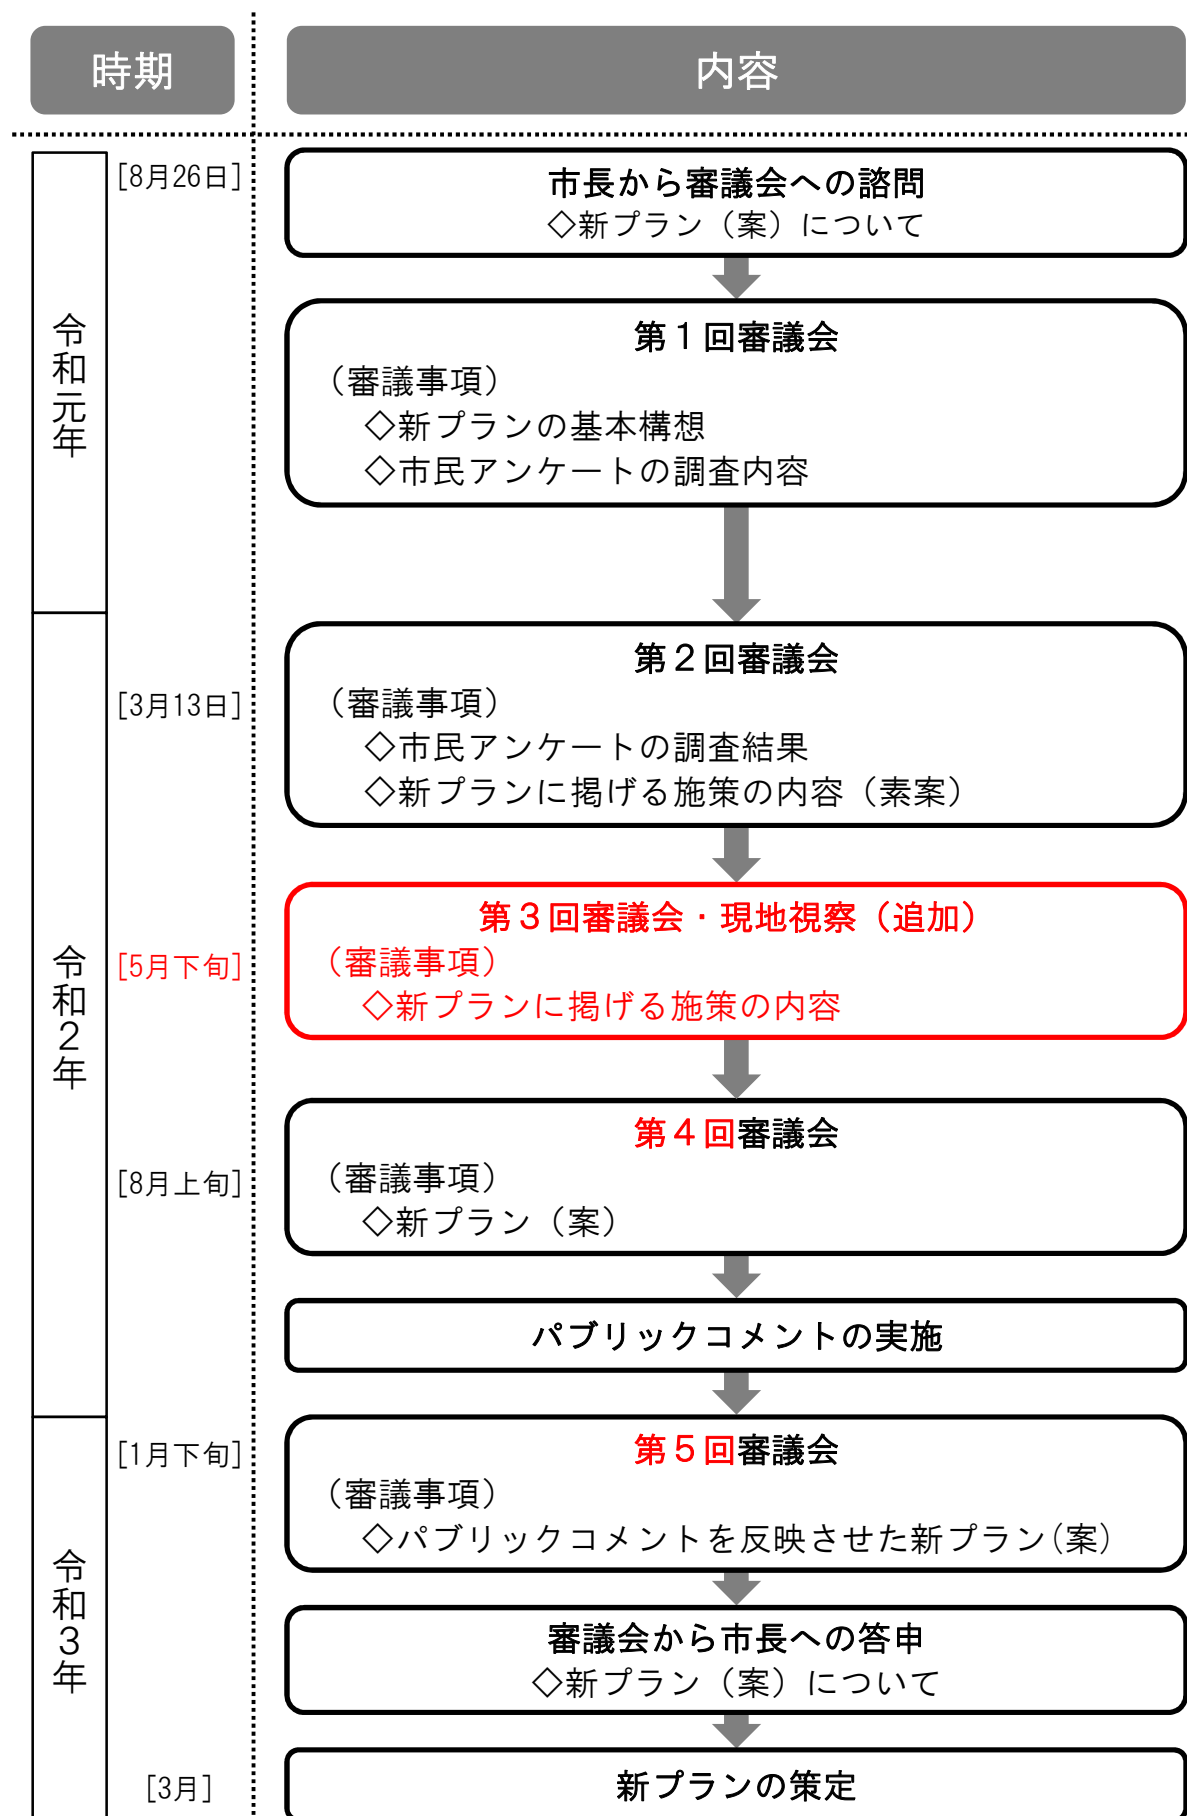 時期
内容
令和元年
[8月26日]
市長から審議会への諮問
◇新プラン（案）について
第１回審議会
（審議事項）
◇新プランの基本構想
◇市民アンケートの調査内容
令和２年
[3月13日]
第２回審議会
（審議事項）
◇市民アンケートの調査結果
◇新プランに掲げる施策の内容（素案）
[5月下旬]
第３回審議会・現地視察（追加）
（審議事項）
◇新プランに掲げる施策の内容
[8月上旬]
第４回審議会
（審議事項）
◇新プラン（案）
パブリックコメントの実施
令和３年
[1月下旬]
第５回審議会
（審議事項）
◇パブリックコメントを反映させた新プラン(案)
審議会から市長への答申
◇新プラン（案）について
[3月]
新プランの策定